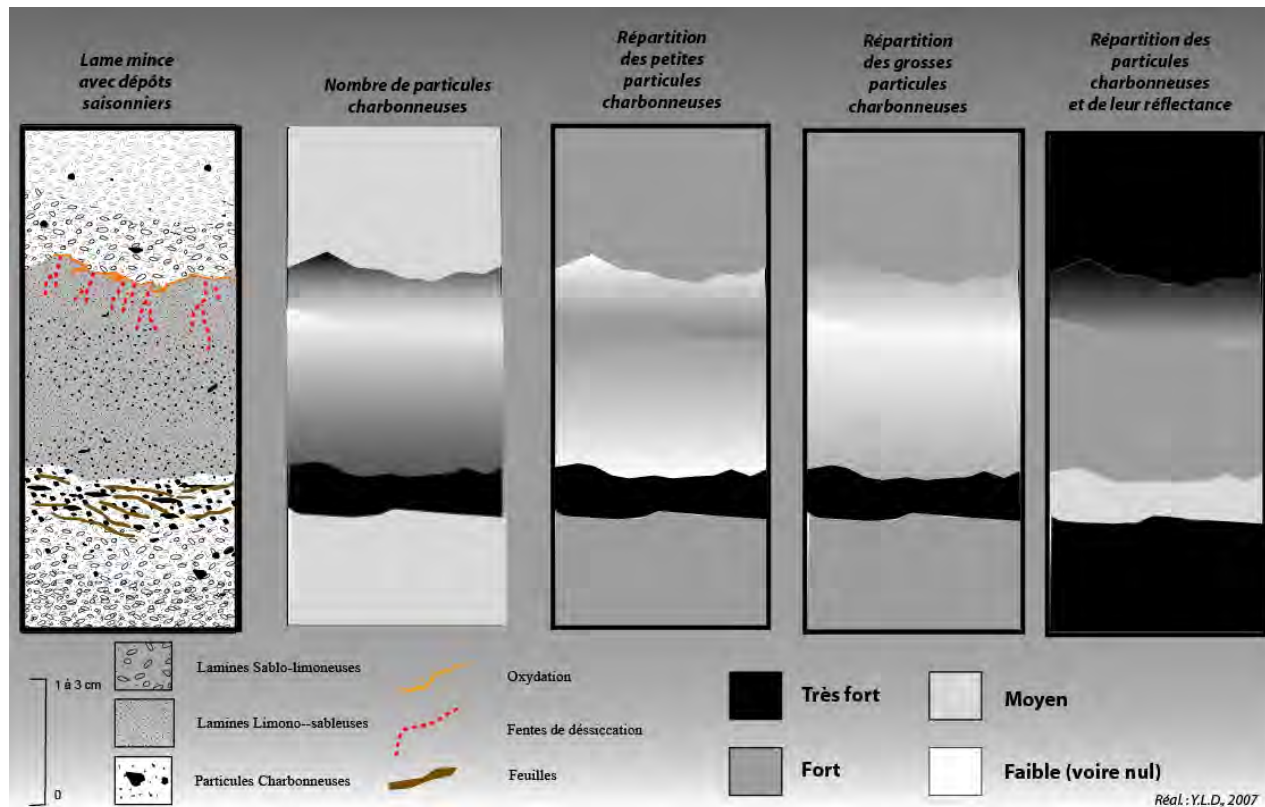 Lame mince
avec dépôts
saisonniers
Nombre de particules
charbonneuses
Répartition
des petites
particules
charbonneuses
Répartition
des grosses
particules
charbonneuses
Répartition des
particules
charbonneuses
et de leur réflectance
1 à 3 cm
0
Lamines Sablo-limoneuses
Lamines Limono--sableuses
Particules Charbonneuses
Oxydation
Fentes de déssiccation
Feuilles
Très fort
Fort
Moyen
Faible (voire nul)
Réal. : Y.L.D., 2007